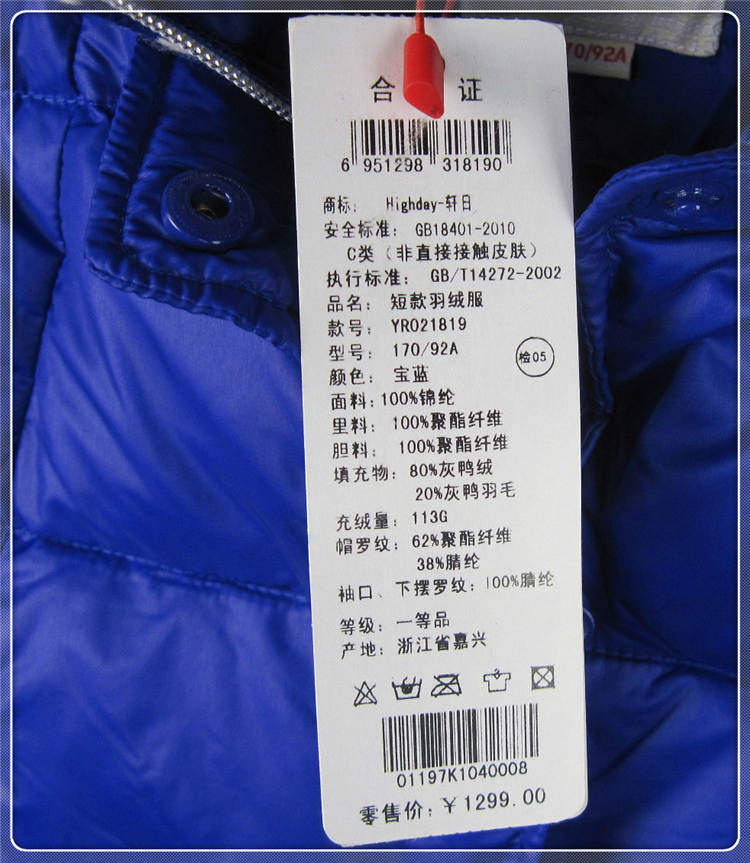 70/92A
合 证
6 951298 318190
商标： Highday-轩日
安全标准： GB18401-2010
C类（非直接接触皮肤）
执行标准： GB/T14272-2002
品名： 短款羽绒服
款号： YR021819
型号： 170/92A
检05
颜色： 宝蓝
面料：100%锦纶
里料：100%聚酯纤维
胆料： 100%聚酯纤维
填充物：80%灰鸭绒
20%灰鸭羽毛
充绒量：113G
帽罗纹：62%聚酯纤维
38%腈纶
袖口、下摆罗纹：100%腈纶
等级：一等品
产地：浙江省嘉兴
01197K1040008
零售价：￥1299.00